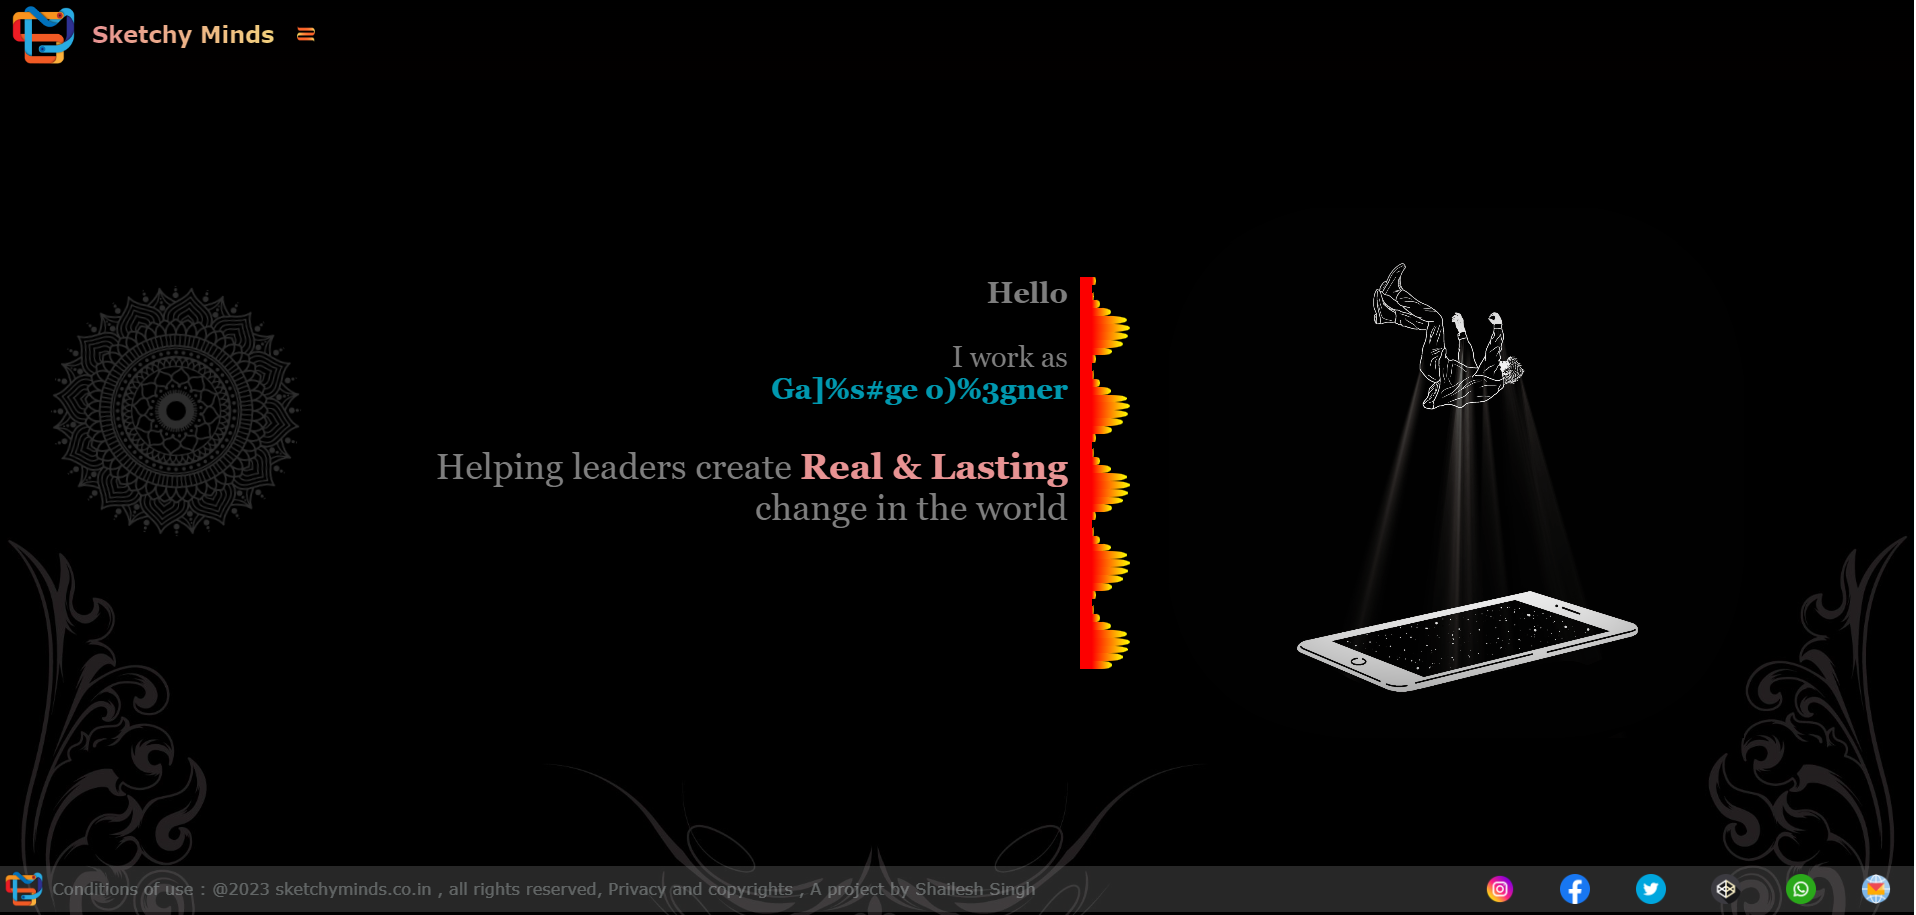 Sketchy Minds
Hello
I work as
Ga]%s#ge o)%3gner
Helping leaders create Real & Lasting
change in the world
Conditions of use : @2023 sketchyminds.co.in , all rights reserved, Privacy and copyrights , A project by Shailesh Singh